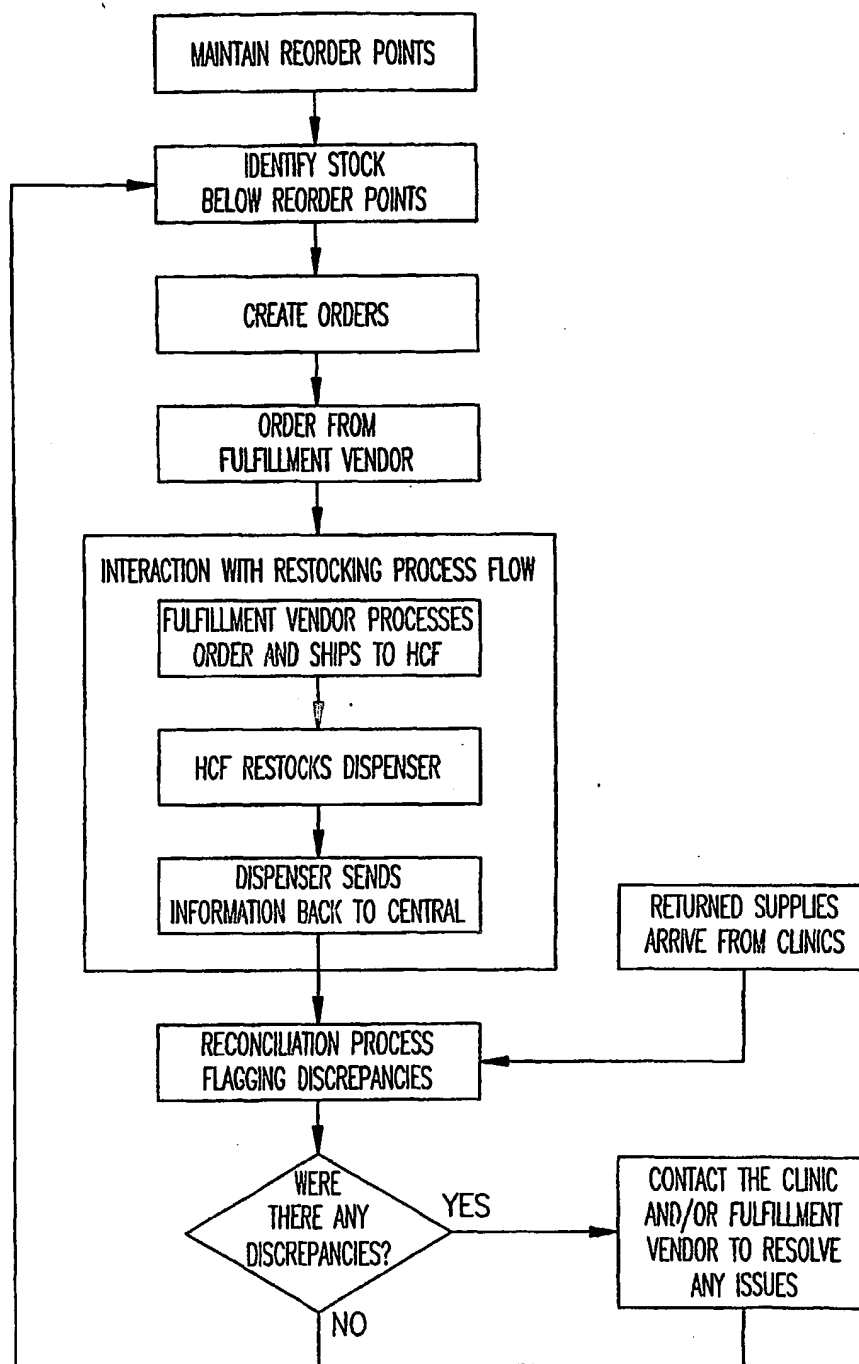 MAINTAIN REORDER POINTS
IDENTIFY STOCK
BELOW REORDER POINTS
CREATE ORDERS
ORDER FROM
FULFILLMENT VENDOR
INTERACTION WITH RESTOCKING PROCESS FLOW
FULFILLMENT VENDOR PROCESSES
ORDER AND SHIPS TO HCF
HCF RESTOCKS DISPENSER
DISPENSER SENDS
INFORMATION BACK TO CENTRAL
RETURNED SUPPLIES
ARRIVE FROM CLINICS
RECONCILIATION PROCESS
FLAGGING DISCREPANCIES
WERE
THERE ANY
DISCREPANCIES?
YES
NO
CONTACT THE CLINIC
AND/OR FULFILLMENT
VENDOR TO RESOLVE
ANY ISSUES